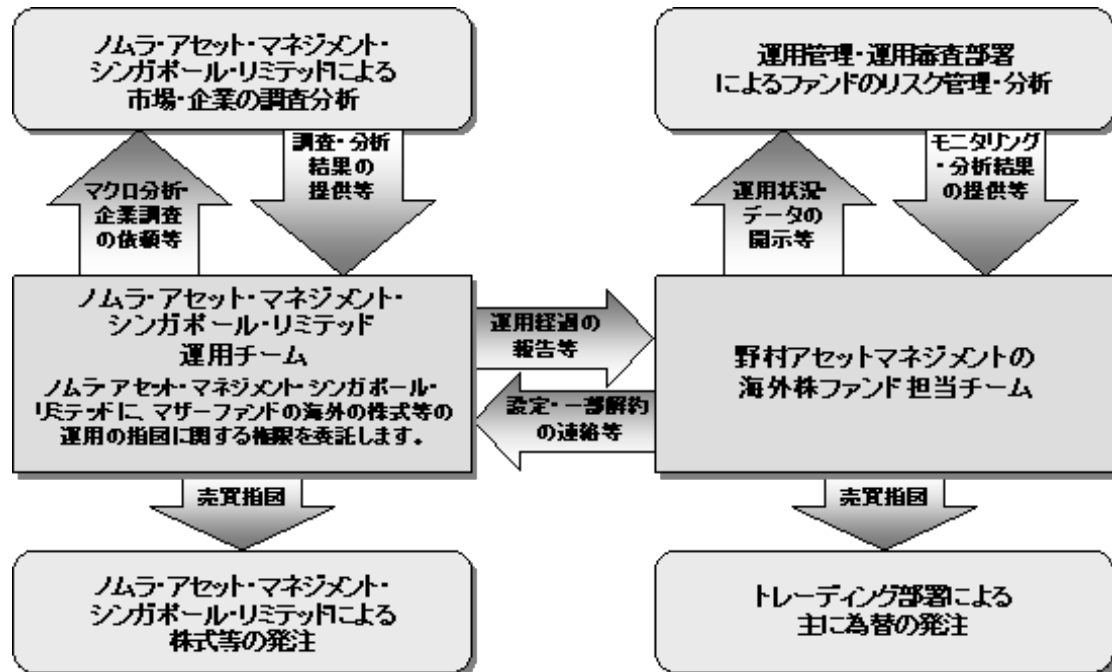 ノムラ・アセット・マネジメント・
シンガポール・リミテッドによる
市場・企業の調査分析
運用管理・運用審査部署
によるファンドのリスク管理・分析
マクロ分析・
企業調査
の依頼等
調査・分析
結果の
提供等
運用状況・
データの
開示等
モニタリング
・分析結果
の提供等
ノムラ・アセット・マネジメント・
シンガポール・リミテッド
運用チーム
ノムラ・アセット・マネジメント・シンガポール・
リミテッドに、マザーファンドの海外の株式等の
運用の指図に関する権限を委託します。
運用経過の
報告等
設定・一部解約
の連絡等
野村アセットマネジメントの
海外株ファンド担当チーム
売買指図
売買指図
ノムラ・アセット・マネジメント・
シンガポール・リミテッドによる
株式等の発注
トレーディング部署による
主に為替の発注